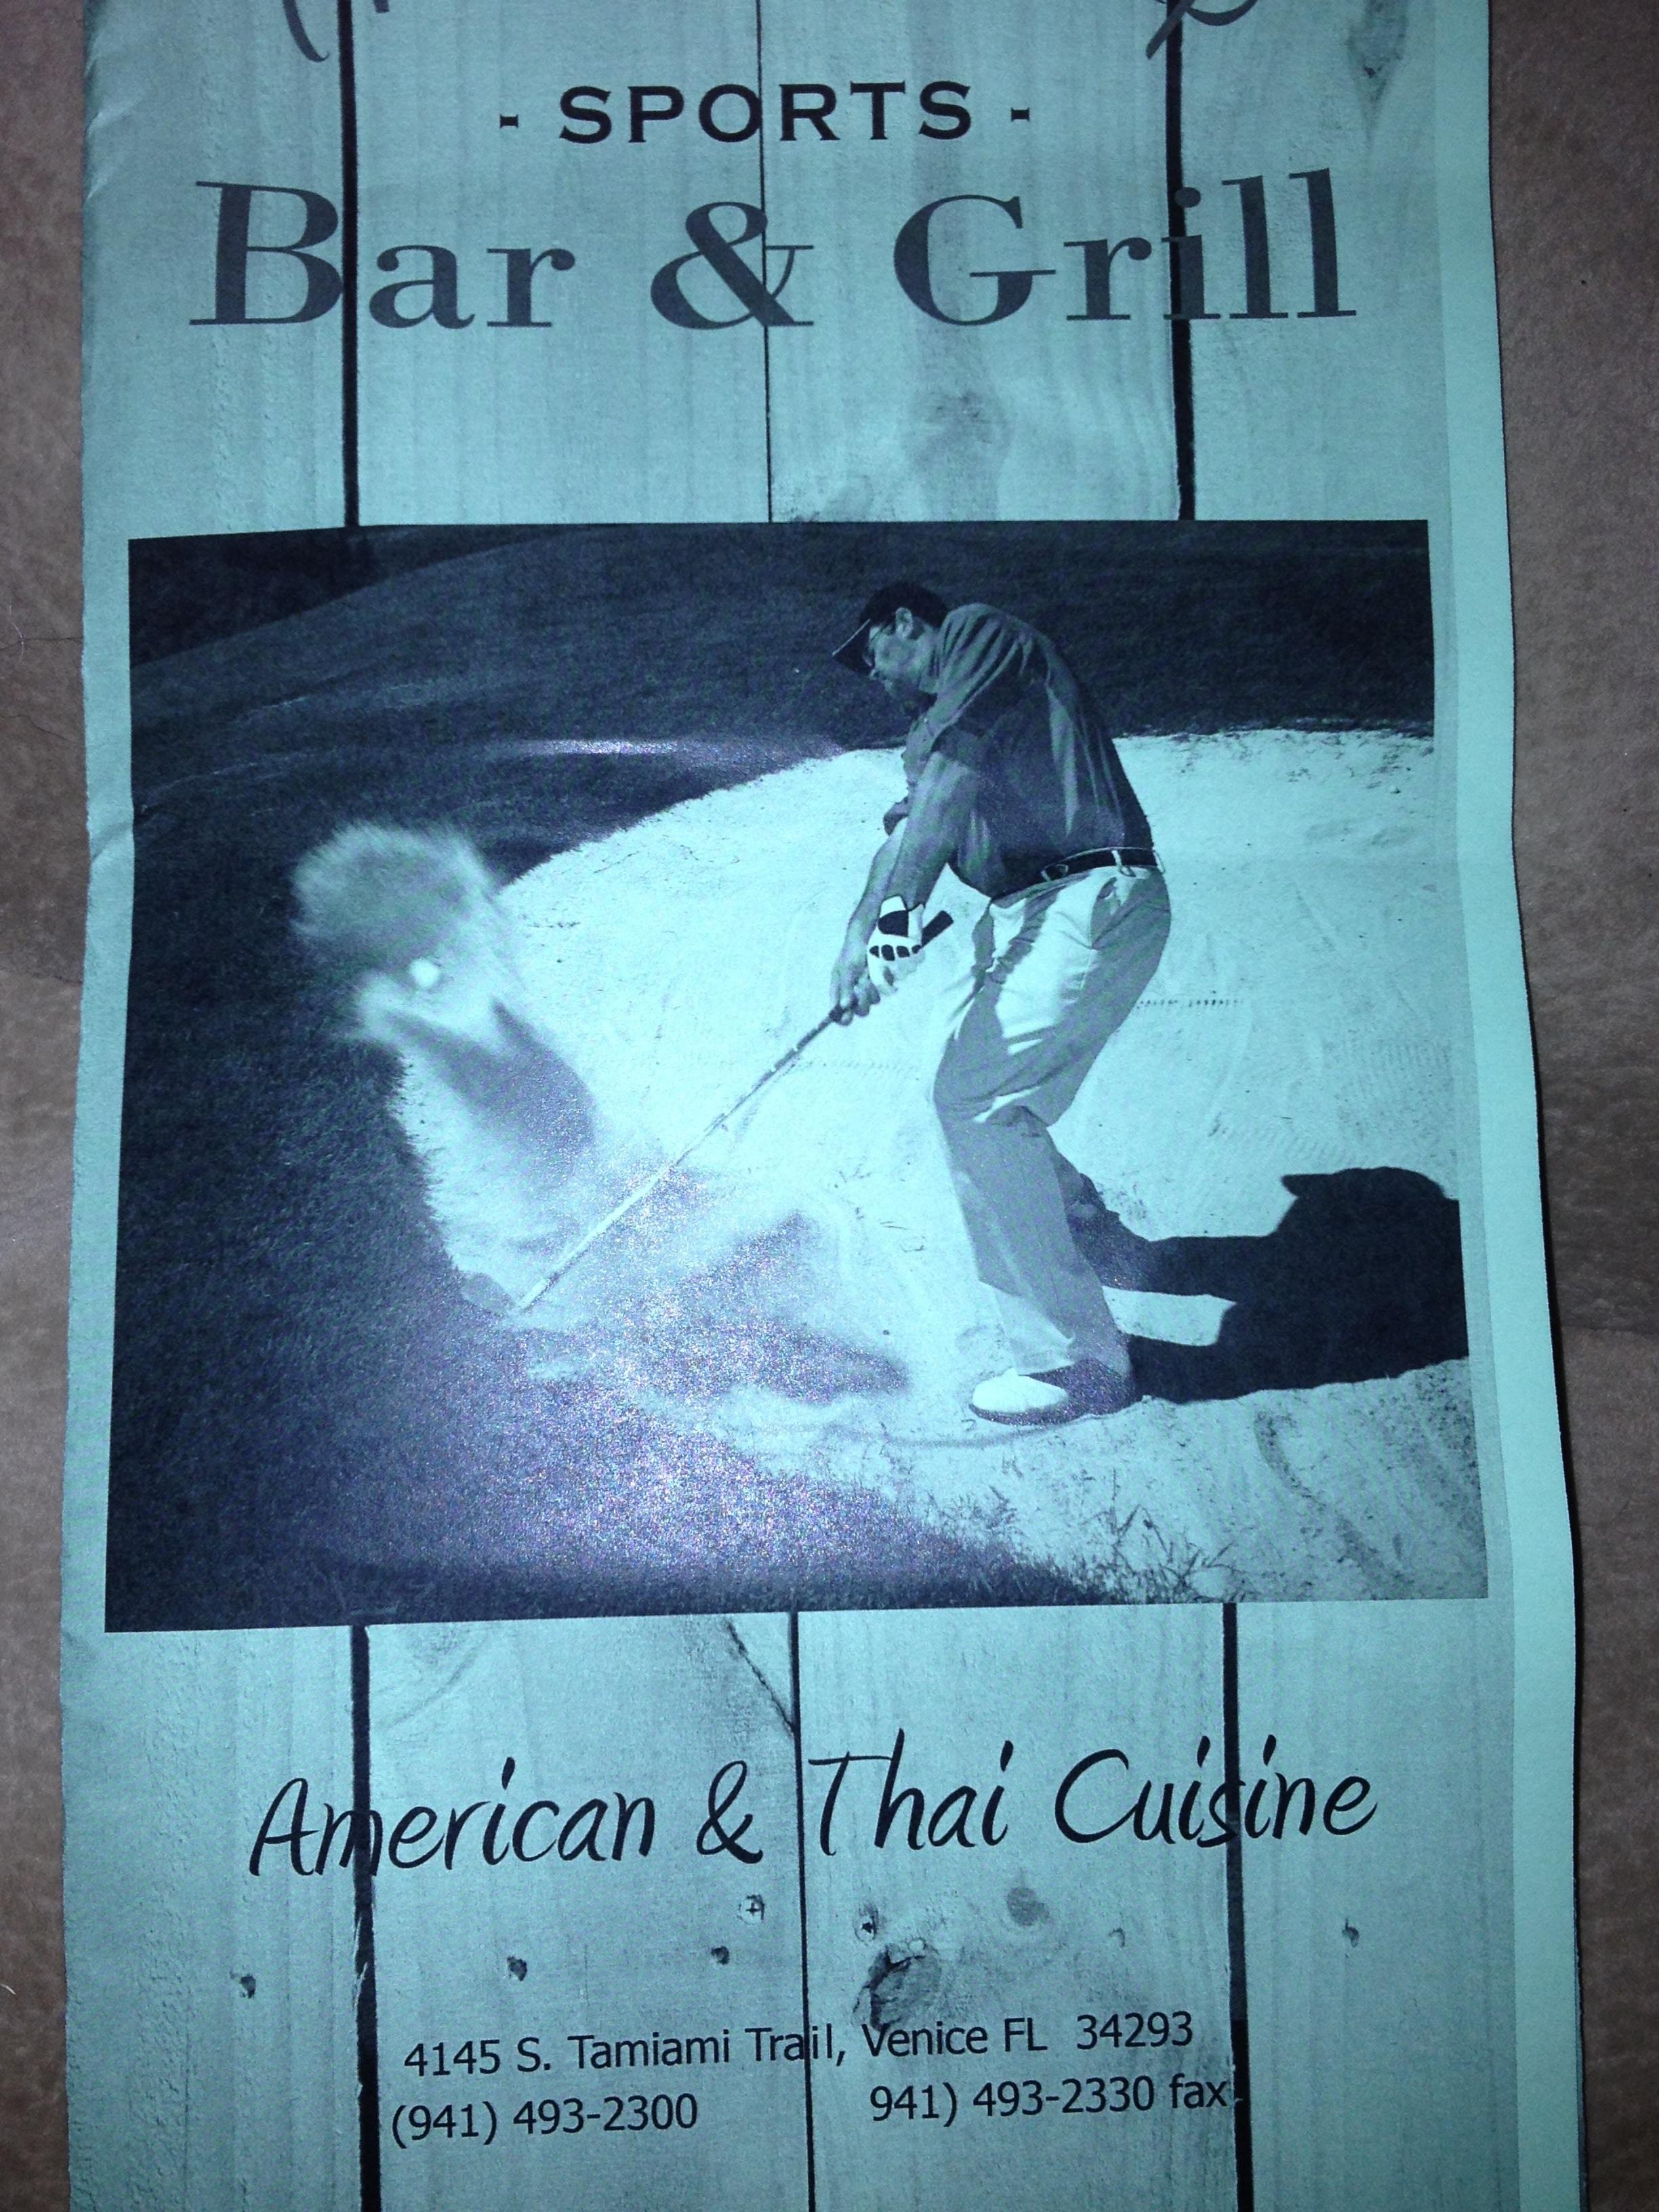 - SPORTS -
Bar & Grill
American & Thai Cuisine
4145 S. Tamiami Trail, Venice FL 34293
(941) 493-2300 941) 493-2330 fax